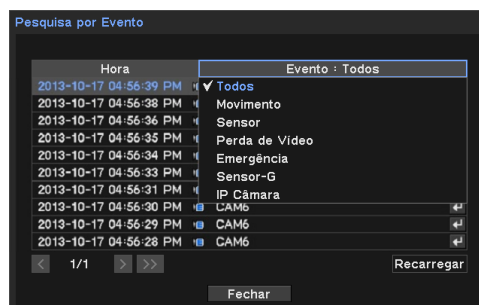 Pesquisa por Evento
Hora Evento : Todos
2013-10-17 04:56:39 PM Todos
2013-10-17 04:56:38 PM Movimento
2013-10-17 04:56:36 PM Sensor
2013-10-17 04:56:35 PM Perda de Vídeo
2013-10-17 04:56:34 PM Emergência
2013-10-17 04:56:33 PM Sensor-G
2013-10-17 04:56:31 PM IP Câmara
2013-10-17 04:56:30 PM CAM6
2013-10-17 04:56:29 PM CAM6
2013-10-17 04:56:28 PM CAM6
< 1/1 > >> Recarregar
Fechar